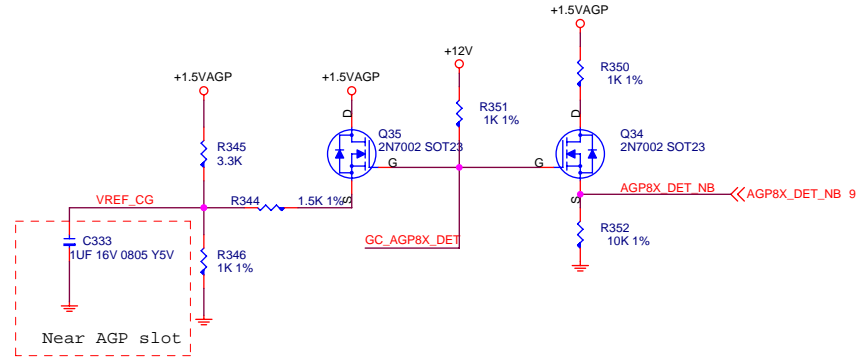 +1.5VAGP
+12V
+1.5VAGP
+1.5VAGP
R350
1K 1%
R351
1K 1%
D
D
Q35
2N7002 SOT23
Q34
2N7002 SOT23
R345
3.3K
G
G
S
S
VREF_CG
R344
1.5K 1%
AGP8X_DET_NB
AGP8X_DET_NB 9
GC_AGP8X_DET
C333
1UF 16V 0805 Y5V
R346
1K 1%
R352
10K 1%
Near AGP slot